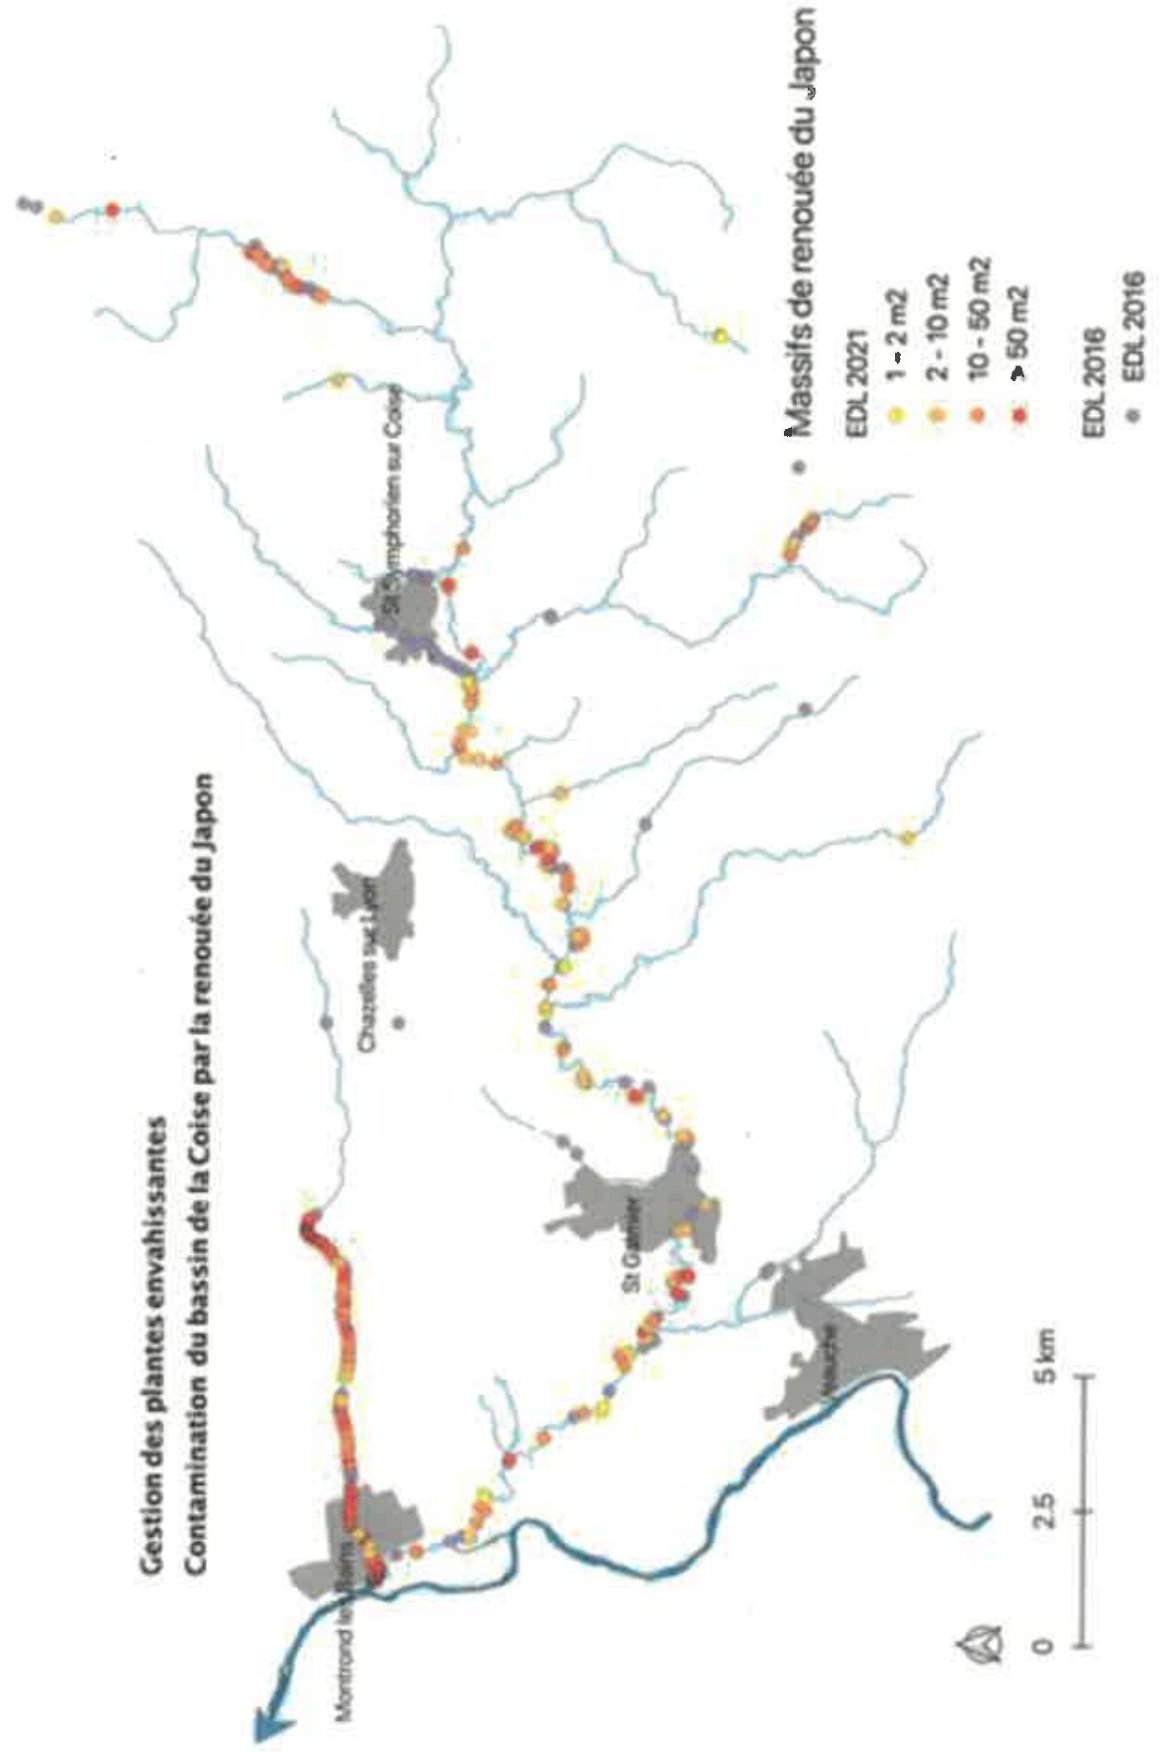 Gestion des plantes envahissantes
Contamination du bassin de la Coise par la renouée du Japon
Montrond les Bains
Chazelles sur Lyon
St Symphorien sur Coise
St Galmier
0
2.5
5 km
Massifs de renouée du Japon
EDL 2021
1 - 2 m2
2 - 10 m2
10 - 50 m2
> 50 m2
EDL 2016
EDL 2016